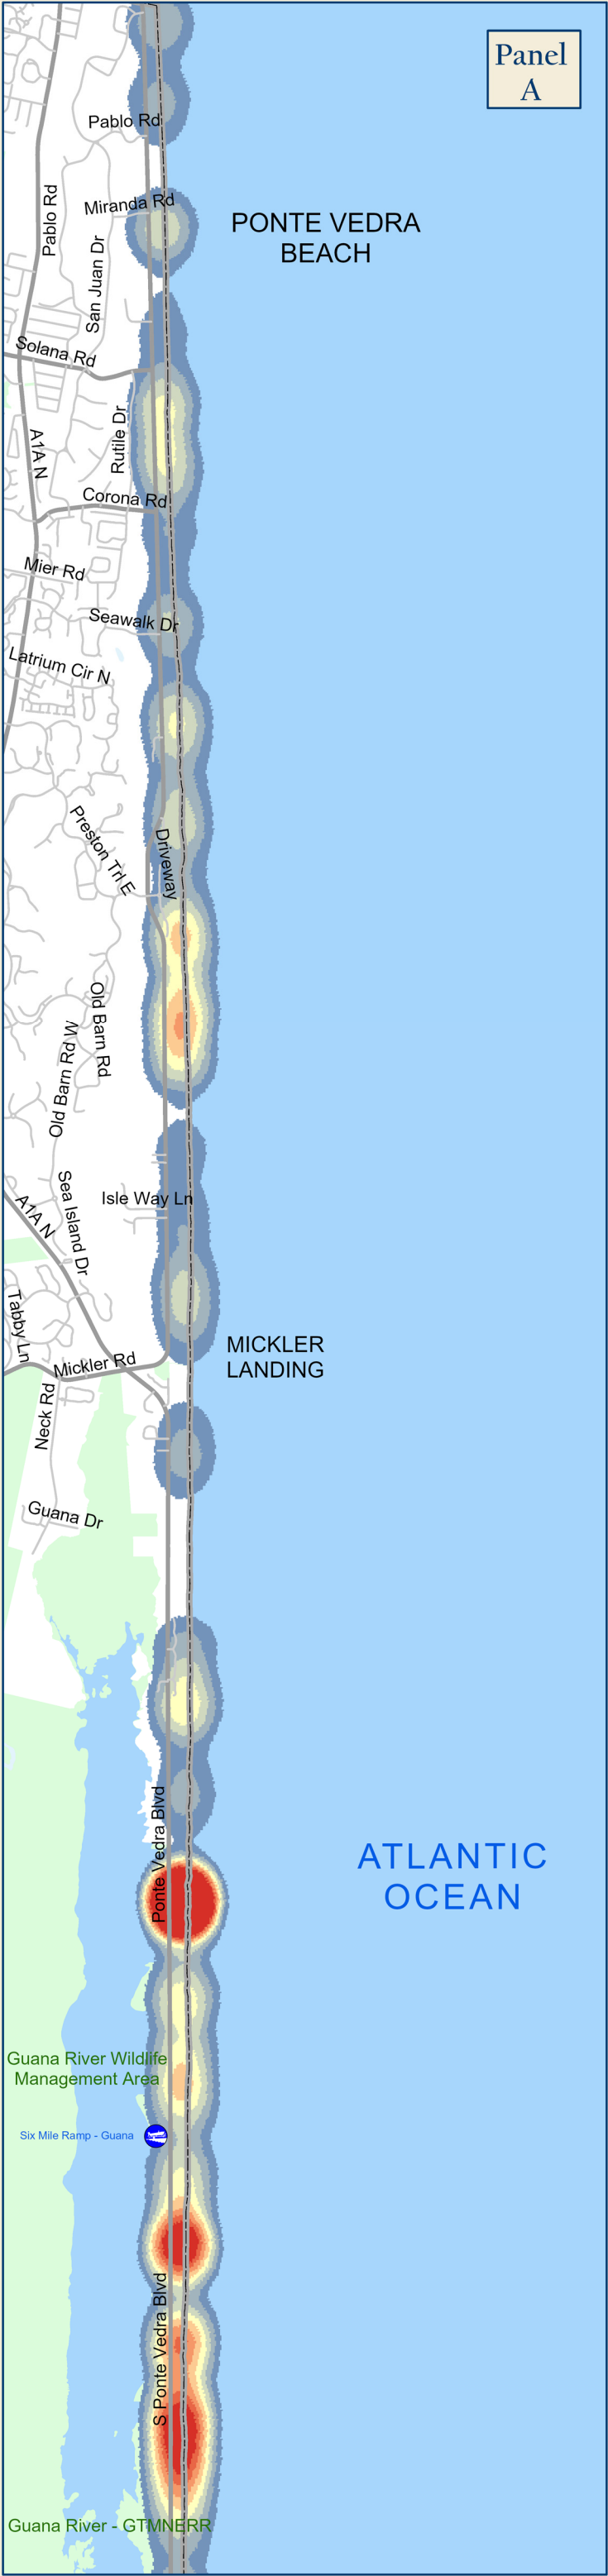 Panel
A
Pablo Rd
Pablo Rd
Miranda Rd
PONTE VEDRA
BEACH
San Juan Dr
Solana Rd
Rutile Dr
A1A N
Corona Rd
Mier Rd
Seawalk Dr
Latrium Cir N
Preston Trl E
Driveway
Old Barn Rd
Old Barn Rd W
Sea Island Dr
Isle Way Ln
A1A N
Tabby Ln
MICKLER
LANDING
Mickler Rd
Neck Rd
Guana Dr
Ponte Vedra Blvd
ATLANTIC
OCEAN
Guana River Wildlife
Management Area
Six Mile Ramp - Guana
S Ponte Vedra Blvd
Guana River - GTMNERR